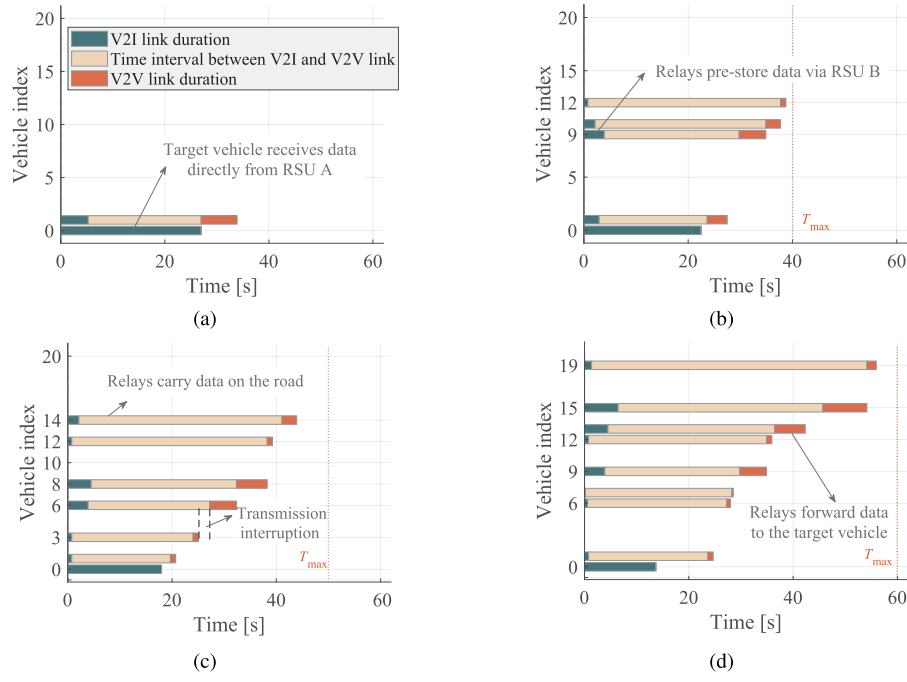 20
15
10
5
0
Vehicle index
V2I link duration
Time interval between V2I and V2V link
V2V link duration
Target vehicle receives data
directly from RSU A
0
20
40
60
Time [s]
(a)
20
15
12
9
5
0
Vehicle index
Relays pre-store data via RSU B
Tmax
0
20
40
60
Time [s]
(b)
20
14
12
10
8
6
3
0
Vehicle index
Relays carry data on the road
Transmission
interruption
Tmax
0
20
40
60
Time [s]
(c)
19
15
12
9
6
0
Vehicle index
Relays forward data
to the target vehicle
Tmax
0
20
40
60
Time [s]
(d)